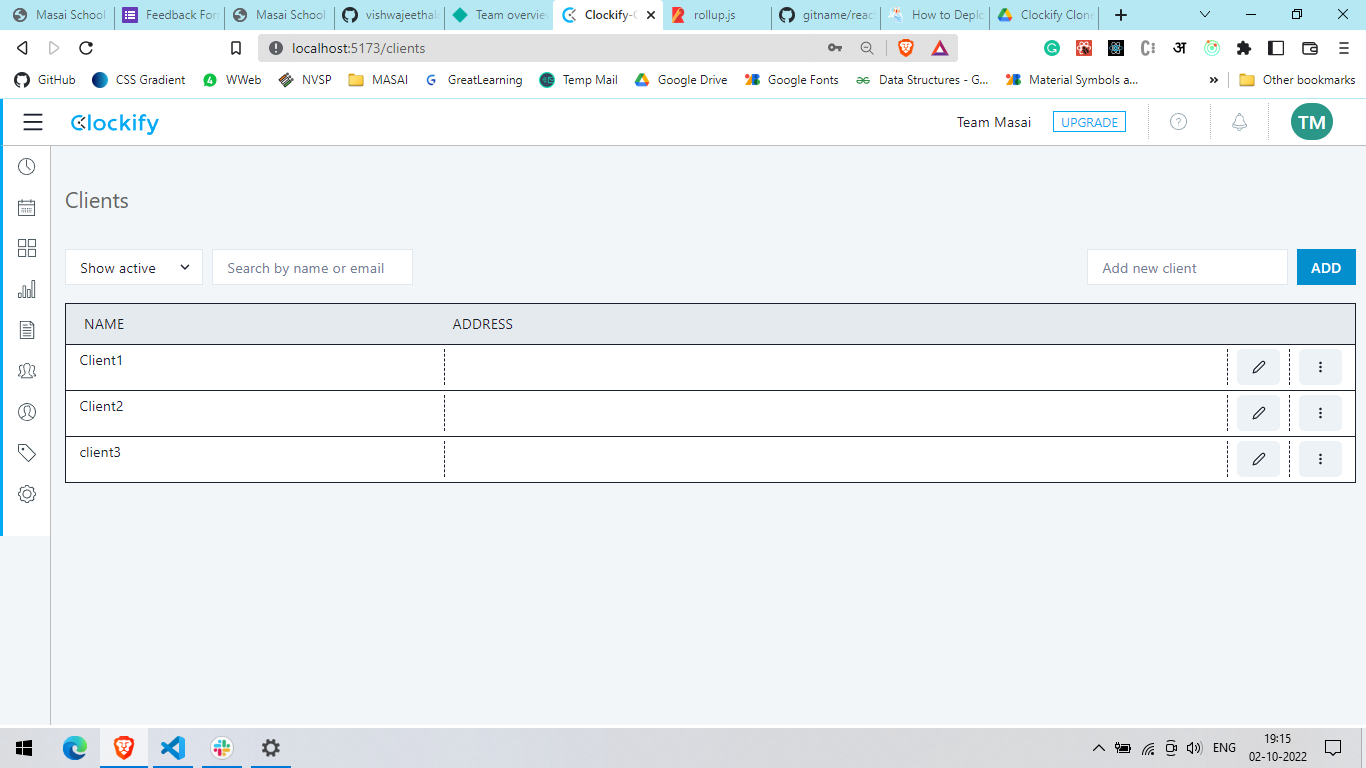 Masai School
Feedback For
Masai School
vishwajeethal
Team overview
Clockify-C
rollup.js
gitname/reac
How to Deplo
Clockify Clone
localhost:5173/clients
अ
GitHub
CSS Gradient
WWeb
NVSP
MASAI
GreatLearning
Temp Mail
Google Drive
Google Fonts
Data Structures - G...
Material Symbols a...
»
Other bookmarks
Clockify
Team Masai
UPGRADE
TM
Clients
Show active
Search by name or email
Add new client
ADD
NAME
ADDRESS
Client1
Client2
client3
ENG
19:15
02-10-2022